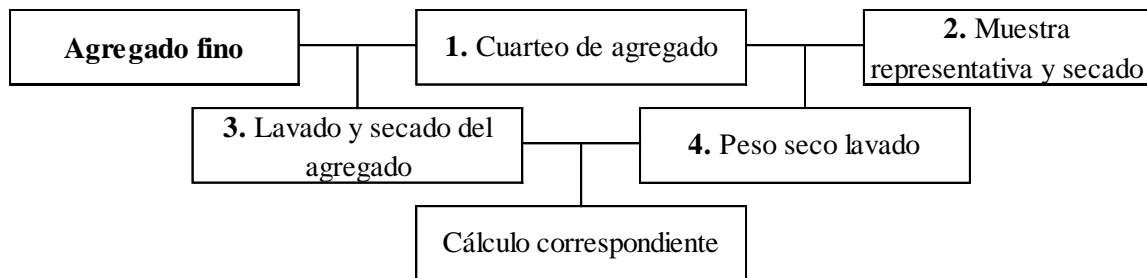 Agregado fino
1. Cuarteo de agregado
2. Muestra
representativa y secado
3. Lavado y secado del
agregado
4. Peso seco lavado
Cálculo correspondiente